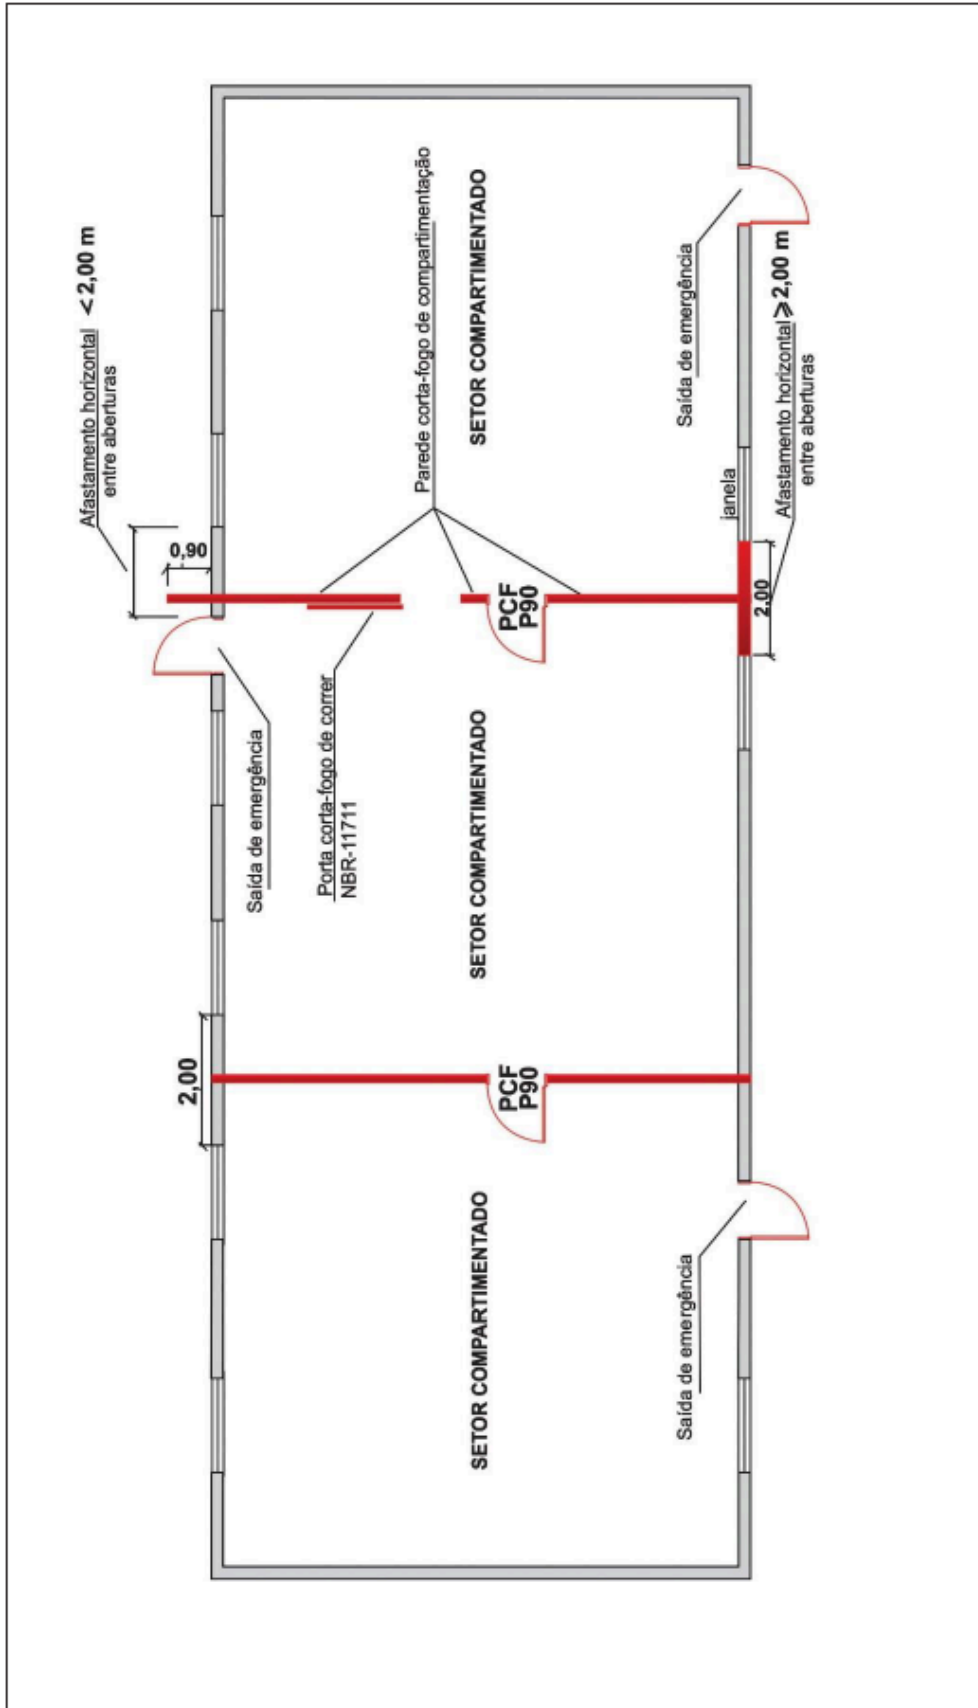 Afastamento horizontal < 2,00 m
entre aberturas
0,90
Parede corta-fogo de compartimentação
SETOR COMPARTIMENTADO
Saída de emergência
janela
Afastamento horizontal ⩾ 2,00 m
entre aberturas
2,00
PCF
P90
Saída de emergência
Porta corta-fogo de correr
NBR-11711
SETOR COMPARTIMENTADO
2,00
PCF
P90
SETOR COMPARTIMENTADO
Saída de emergência